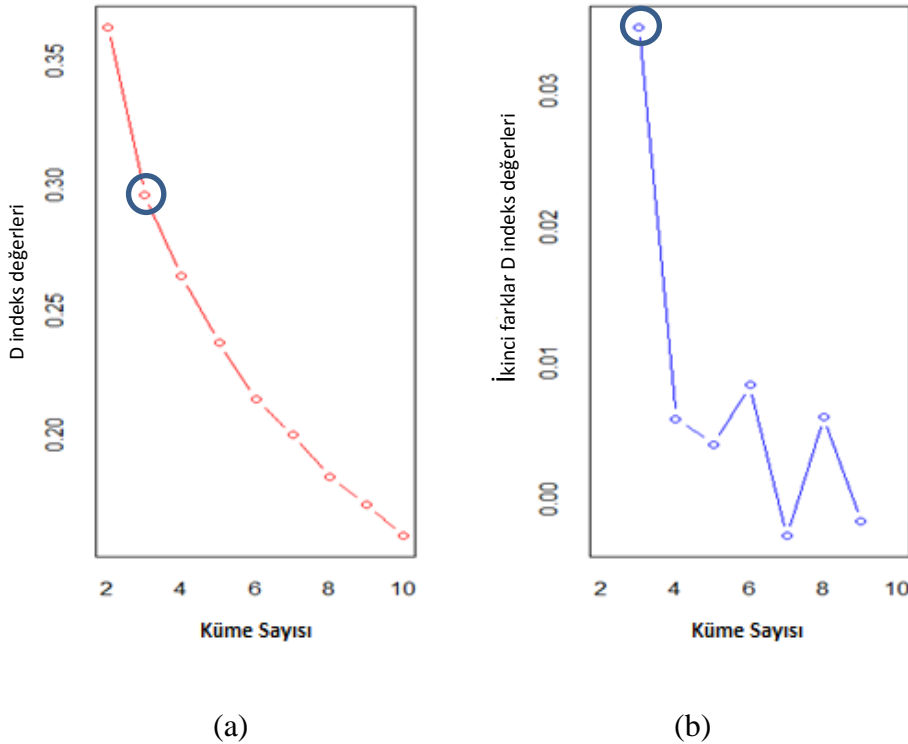 D indeks değerleri
0.35
0.30
0.25
0.20
2 4 6 8 10
Küme Sayısı
(a)
İkinci farklar D indeks değerleri
0.03
0.02
0.01
0.00
2 4 6 8 10
Küme Sayısı
(b)